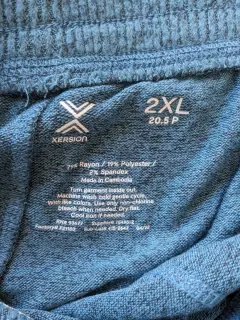 XERSION
2XL
20.5 P
Rayon / 19% Polyester/
2% Spandex
Made in Cambodia
Turn garment inside out.
Machine wash cold gentle cycle.
With like colors. Use only non-chlorine
bleach when needed. Dry flat.
Cool iron if needed.